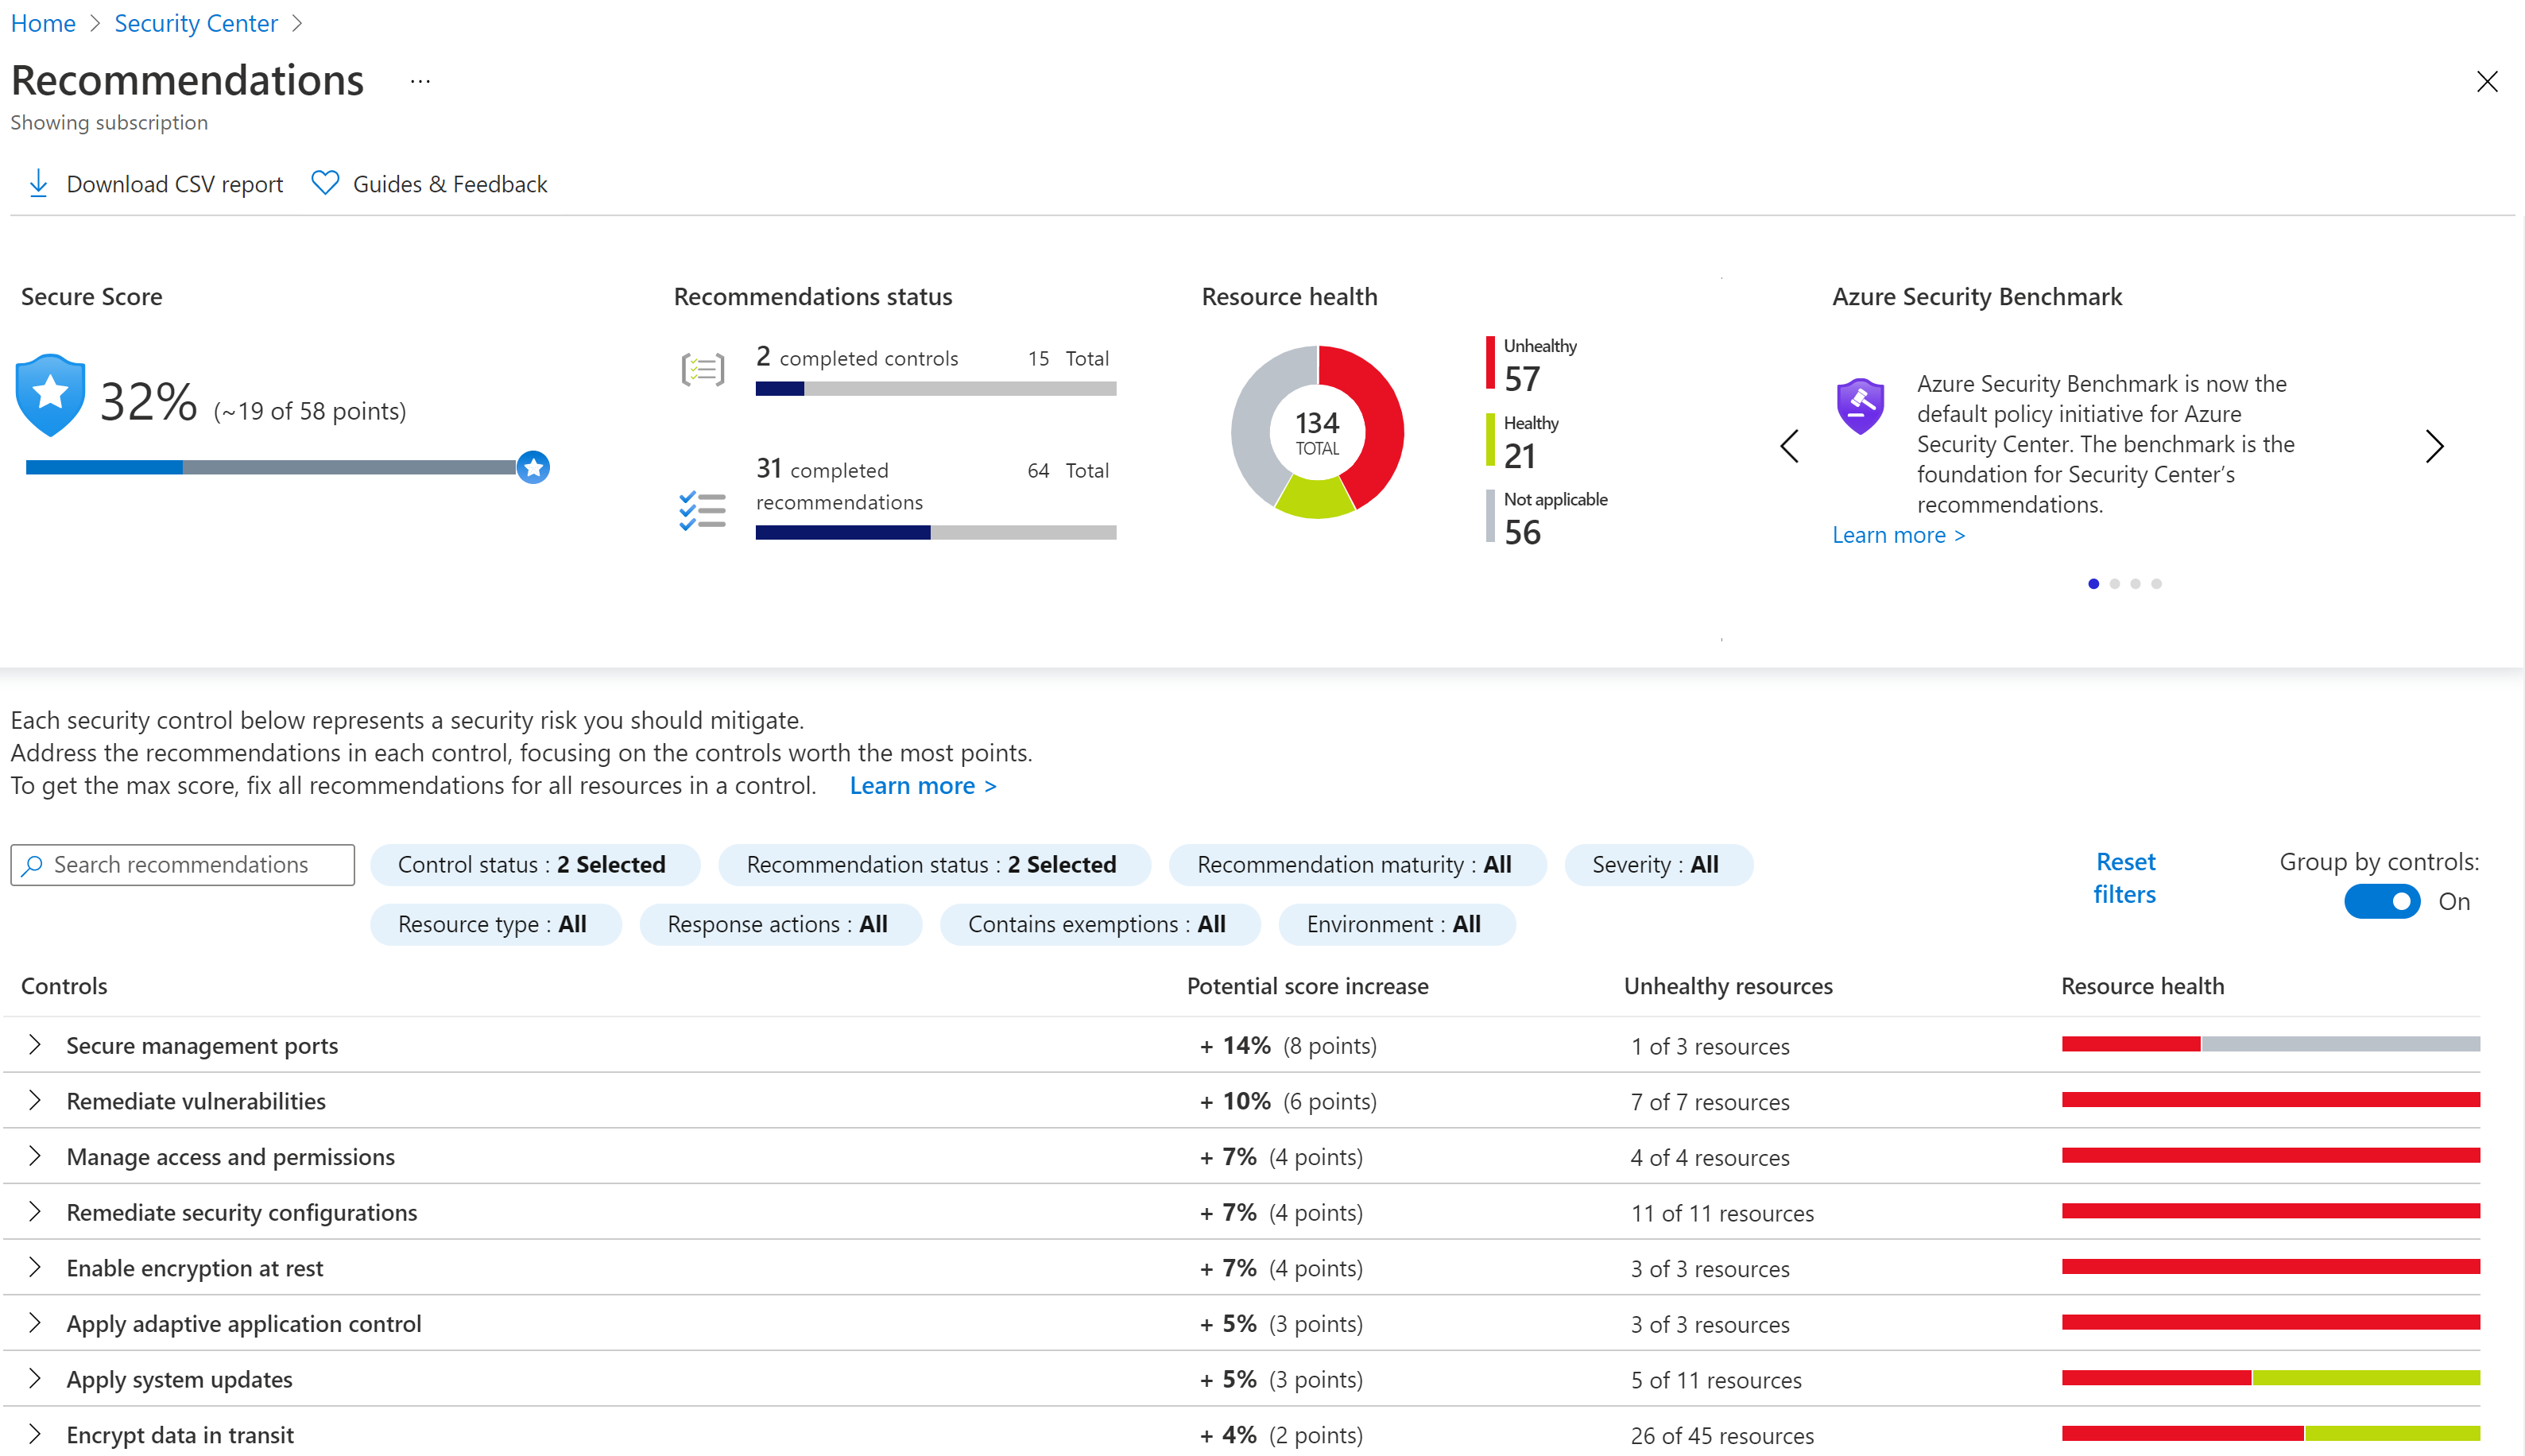 Home > Security Center >
Recommendations ...
Showing subscription
Download CSV report Guides & Feedback
Secure Score
32% (~19 of 58 points)
Recommendations status
2 completed controls 15 Total
31 completed 64 Total
recommendations
Resource health
134
TOTAL
Unhealthy
57
Healthy
21
Not applicable
56
Azure Security Benchmark
Azure Security Benchmark is now the
default policy initiative for Azure
Security Center. The benchmark is the
foundation for Security Center’s
recommendations.
Learn more >
Each security control below represents a security risk you should mitigate.
Address the recommendations in each control, focusing on the controls worth the most points.
To get the max score, fix all recommendations for all resources in a control. Learn more >
Search recommendations
Control status : 2 Selected
Recommendation status : 2 Selected
Recommendation maturity : All
Severity : All
Resource type : All
Response actions : All
Contains exemptions : All
Environment : All
Reset
filters
Group by controls:
On
Controls Potential score increase Unhealthy resources Resource health
Secure management ports + 14% (8 points) 1 of 3 resources
Remediate vulnerabilities + 10% (6 points) 7 of 7 resources
Manage access and permissions + 7% (4 points) 4 of 4 resources
Remediate security configurations + 7% (4 points) 11 of 11 resources
Enable encryption at rest + 7% (4 points) 3 of 3 resources
Apply adaptive application control + 5% (3 points) 3 of 3 resources
Apply system updates + 5% (3 points) 5 of 11 resources
Encrypt data in transit + 4% (2 points) 26 of 45 resources